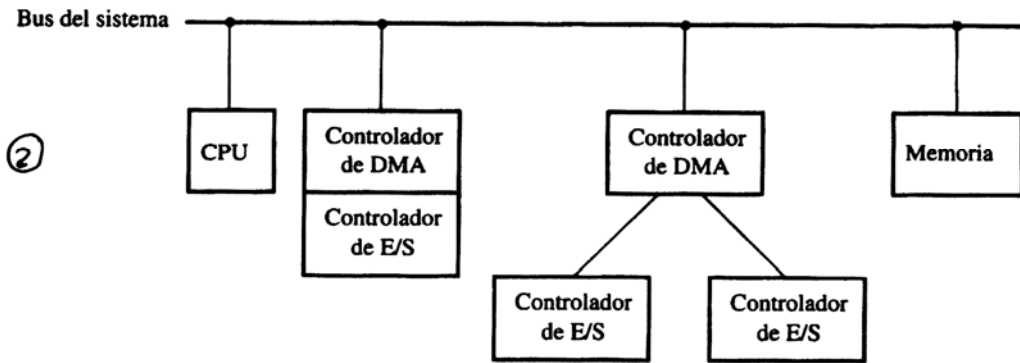 Bus del sistema
②
CPU
Controlador
de DMA
Controlador
de E/S
Controlador
de DMA
Memoria
Controlador
de E/S
Controlador
de E/S